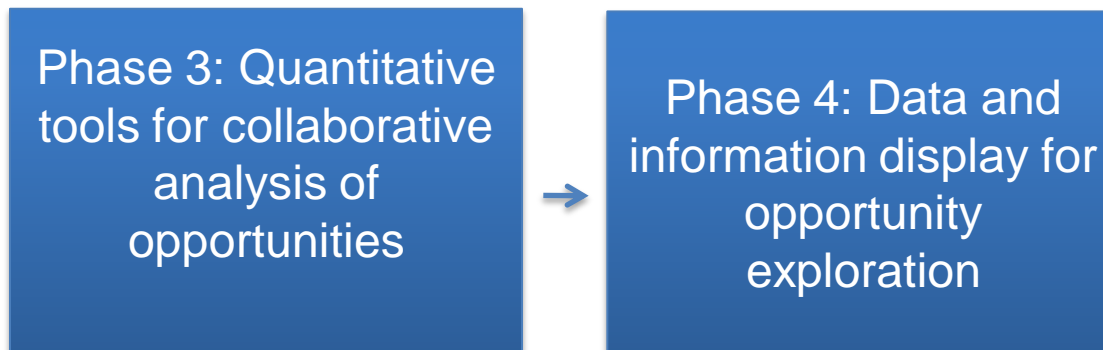 Phase 3: Quantitative
tools for collaborative
analysis of
opportunities
Phase 4: Data and
information display for
opportunity
exploration